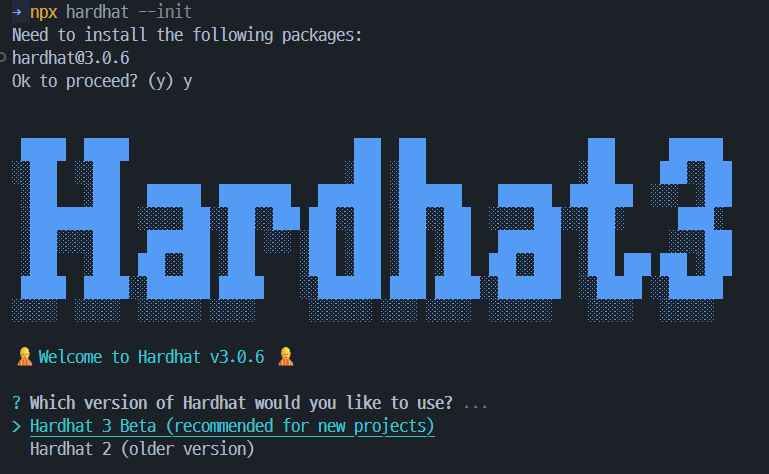 → npx hardhat --init
Need to install the following packages:
hardhat@3.0.6
Ok to proceed? (y) y
Hardhat3
👷Welcome to Hardhat v3.0.6 👷
? Which version of Hardhat would you like to use? ...
> Hardhat 3 Beta (recommended for new projects)
Hardhat 2 (older version)